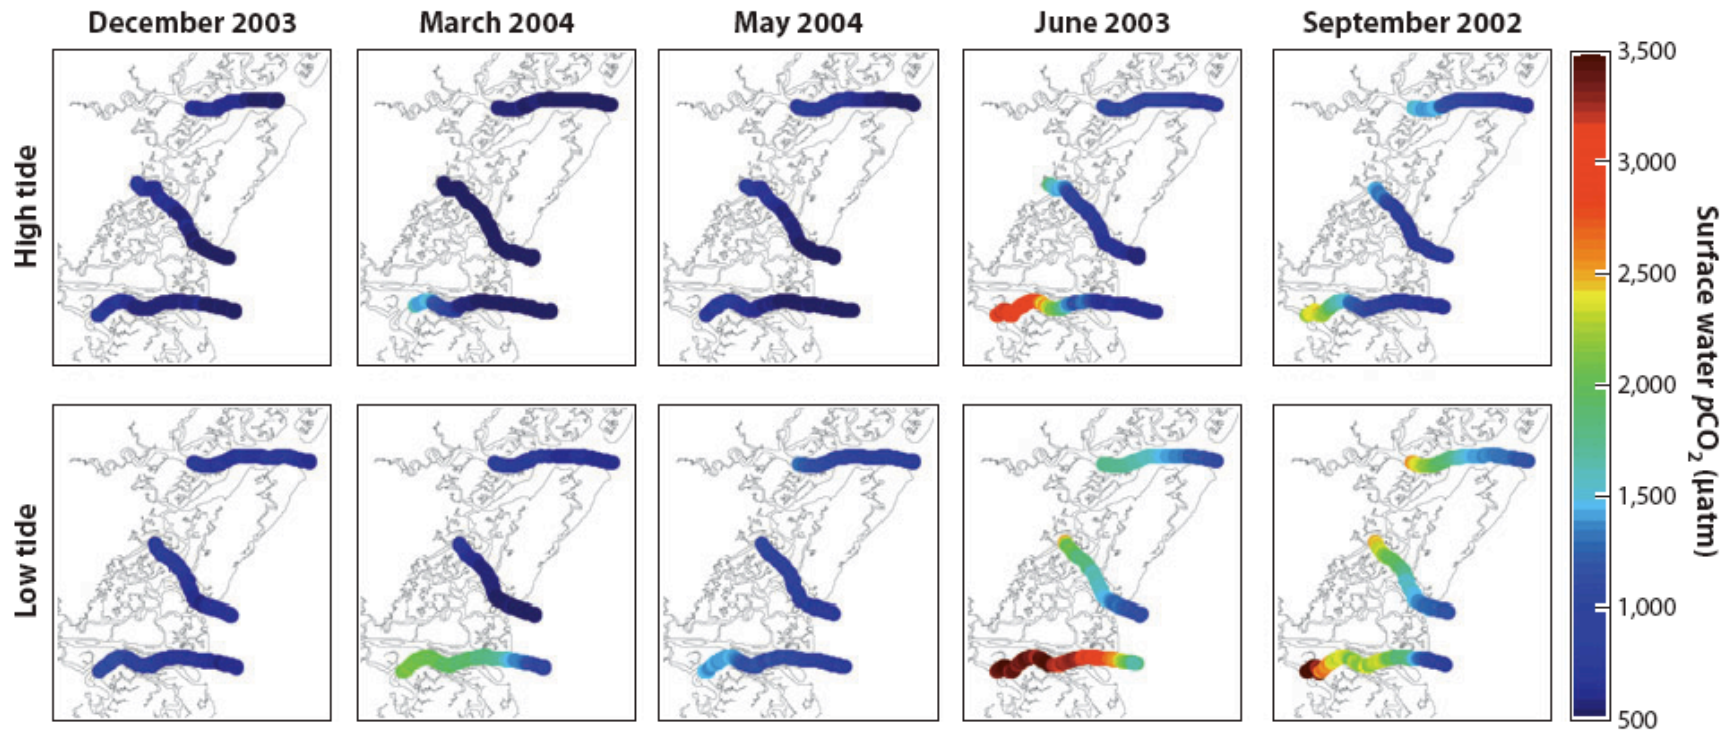 December 2003
March 2004
May 2004
June 2003
September 2002
High tide
Low tide
3,500
3,000
2,500
2,000
1,500
1,000
500
Surface water pCO₂ (μatm)